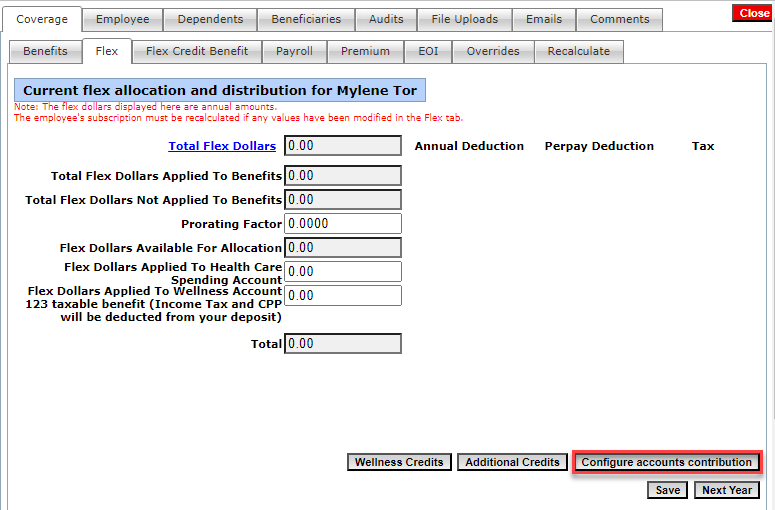 Coverage Employee Dependents Beneficiaries Audits File Uploads Emails Comments Close
Benefits Flex Flex Credit Benefit Payroll Premium EOI Overrides Recalculate
Current flex allocation and distribution for Mylene Tor
Note: The flex dollars displayed here are annual amounts.
The employee's subscription must be recalculated if any values have been modified in the Flex tab.
Total Flex Dollars 0.00 Annual Deduction Perpay Deduction Tax
Total Flex Dollars Applied To Benefits 0.00
Total Flex Dollars Not Applied To Benefits 0.00
Prorating Factor 0.0000
Flex Dollars Available For Allocation 0.00
Flex Dollars Applied To Health Care
Spending Account 0.00
Flex Dollars Applied To Wellness Account
123 taxable benefit (Income Tax and CPP
will be deducted from your deposit) 0.00
Total 0.00
Wellness Credits Additional Credits Configure accounts contribution
Save Next Year